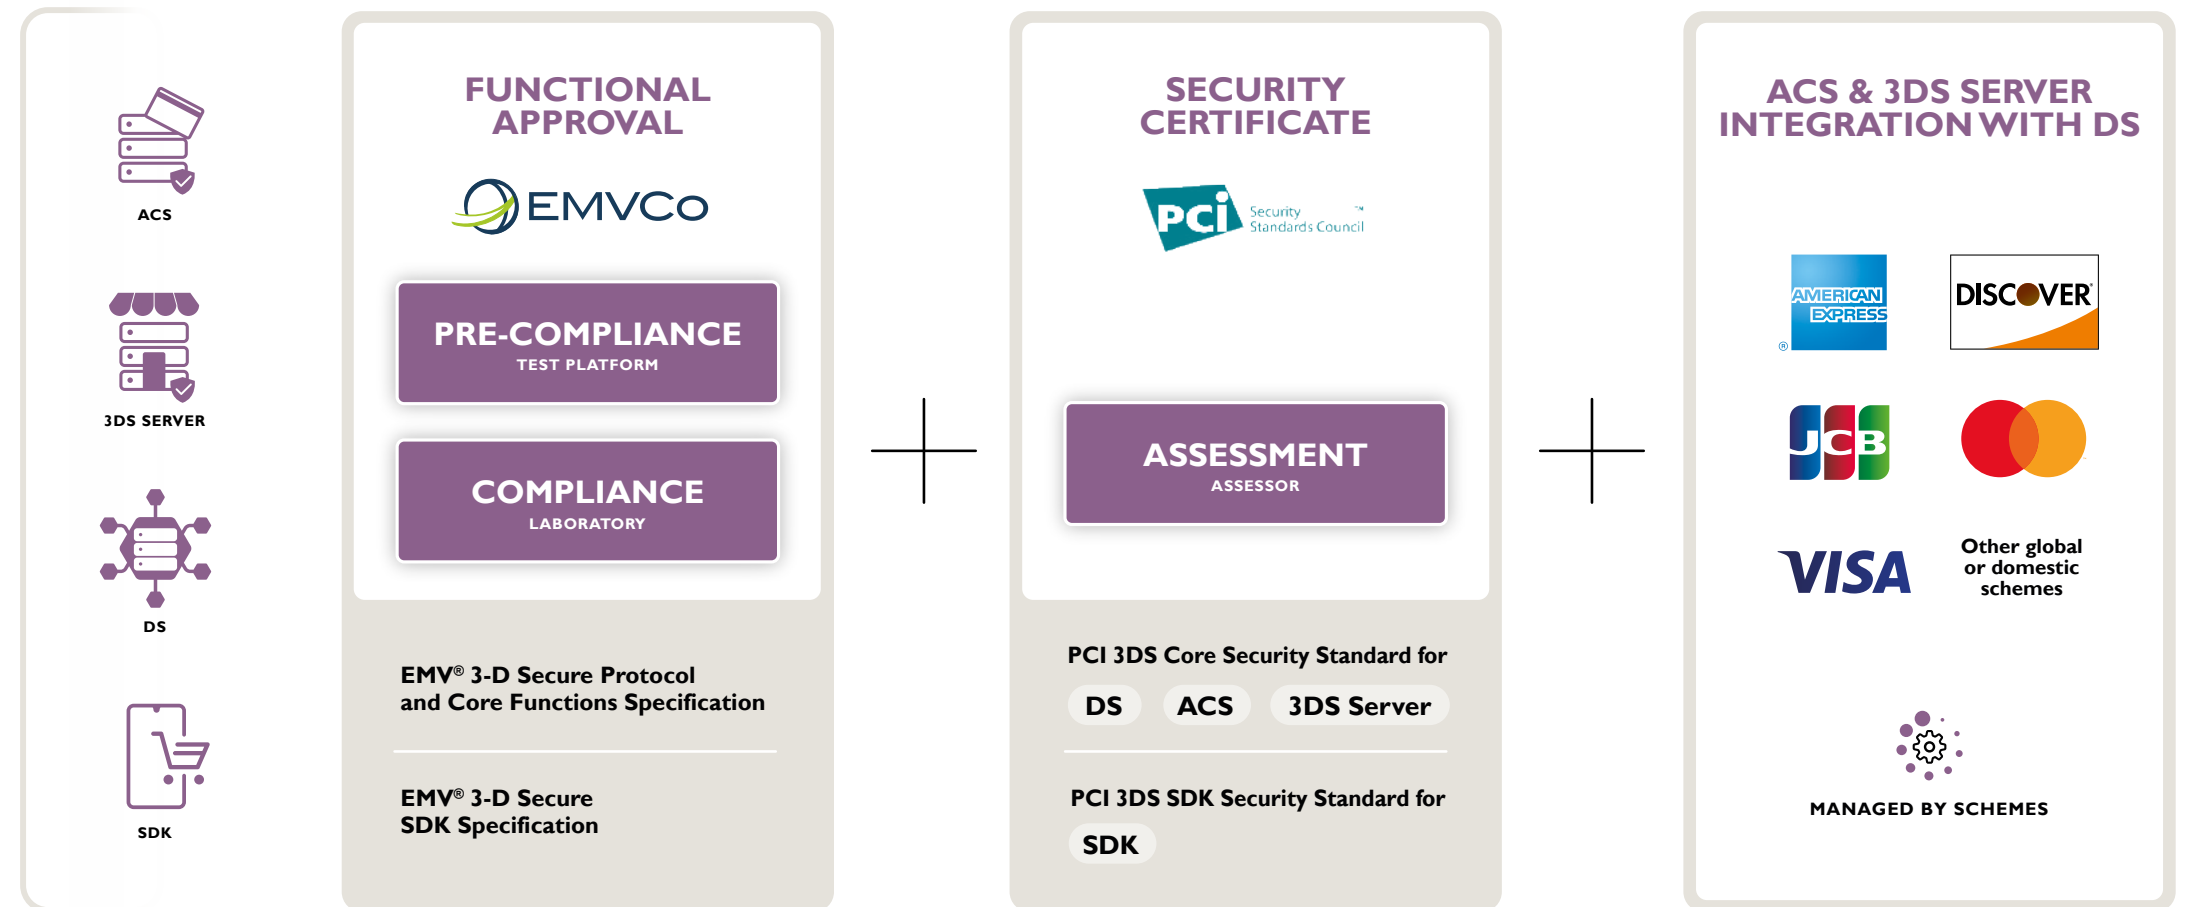 ACS
3DS SERVER
DS
SDK
FUNCTIONAL
APPROVAL
EMVCo
PRE-COMPLIANCE
TEST PLATFORM
COMPLIANCE
LABORATORY
EMV® 3-D Secure Protocol
and Core Functions Specification
EMV® 3-D Secure
SDK Specification
SECURITY
CERTIFICATE
PCI
Security ™
Standards Council
ASSESSMENT
ASSESSOR
PCI 3DS Core Security Standard for
DS ACS 3DS Server
PCI 3DS SDK Security Standard for
SDK
ACS & 3DS SERVER
INTEGRATION WITH DS
AMERICAN
EXPRESS
®
DISCOVER®
JCB
VISA
Other global
or domestic
schemes
MANAGED BY SCHEMES